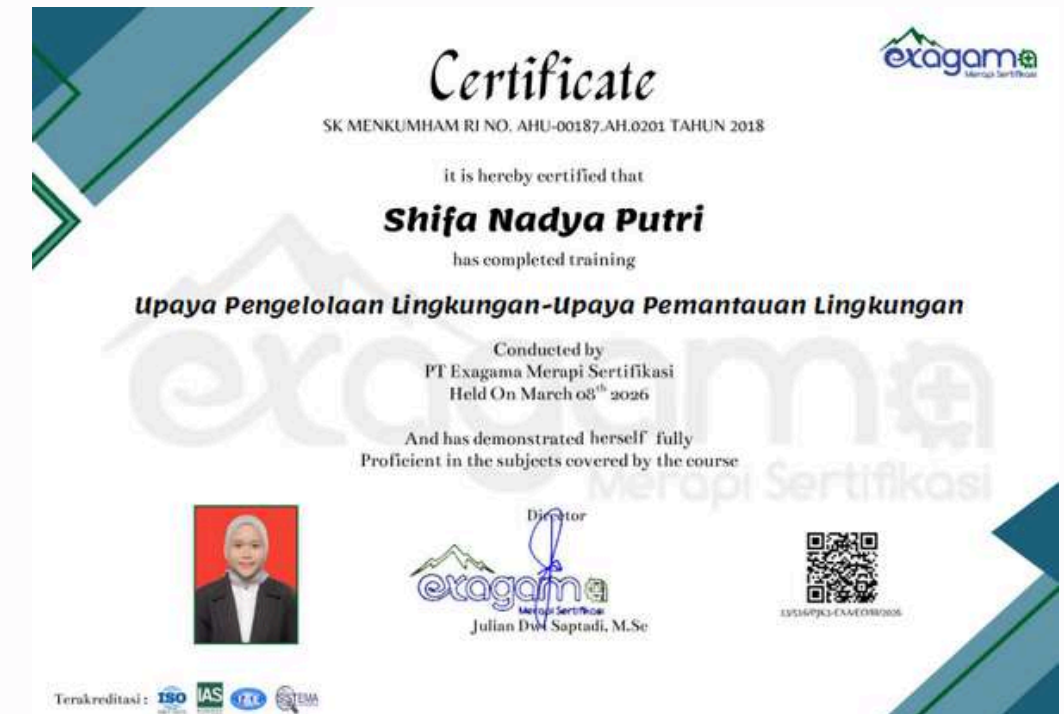 exagama
Merapi Sertifikasi
Certificate
SK MENKUMHAM RI NO. AHU-00187.AH.0201 TAHUN 2018
it is hereby certified that
Shifa Nadya Putri
has completed training
Upaya Pengelolaan Lingkungan-Upaya Pemantauan Lingkungan
Conducted by
PT Exagama Merapi Sertifikasi
Held On March 08th 2026
And has demonstrated herself fully
Proficient in the subjects covered by the course
exagama
Merapi Sertifikasi
Director
exagama
Merapi Sertifikasi
Julian Dwi Saptadi, M.Sc
Terakreditasi : ISO IAS